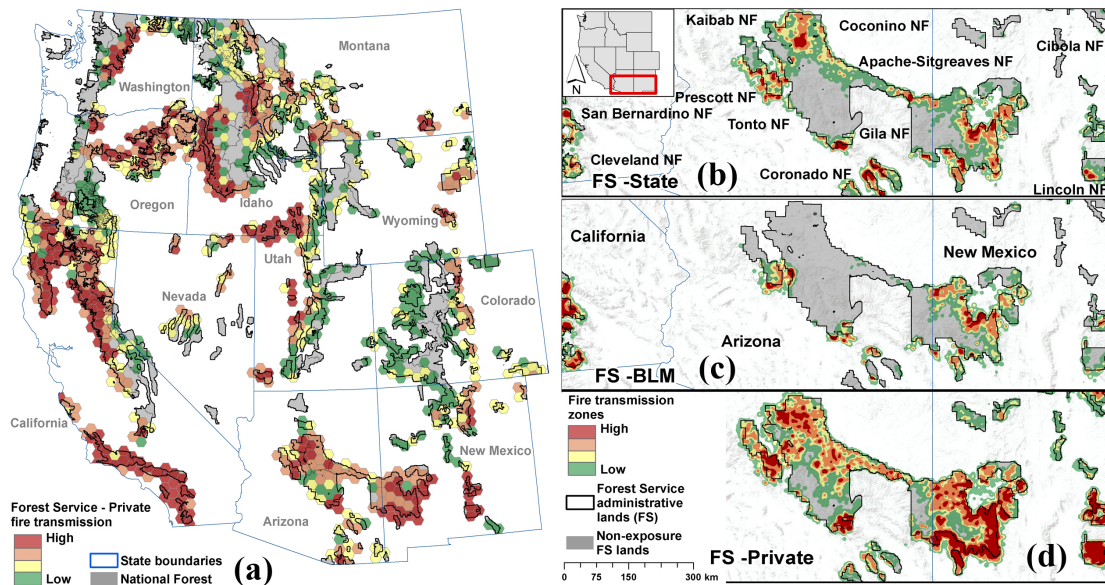 Montana
Washington
Oregon
Idaho
Wyoming
Utah
Nevada
Colorado
California
New Mexico
Arizona
Forest Service - Private
fire transmission
High
Low
State boundaries
National Forest
(a)
Kaibab NF
Coconino NF
Cibola NF
Apache-Sitgreaves NF
N
Prescott NF
San Bernardino NF
Tonto NF
Gila NF
Cleveland NF
Coronado NF
FS -State
(b)
Lincoln NF
California
New Mexico
Arizona
FS -BLM
(c)
Fire transmission
zones
High
Low
Forest Service
administrative
lands (FS)
Non-exposure
FS lands
FS -Private
(d)
0 75 150 300 km